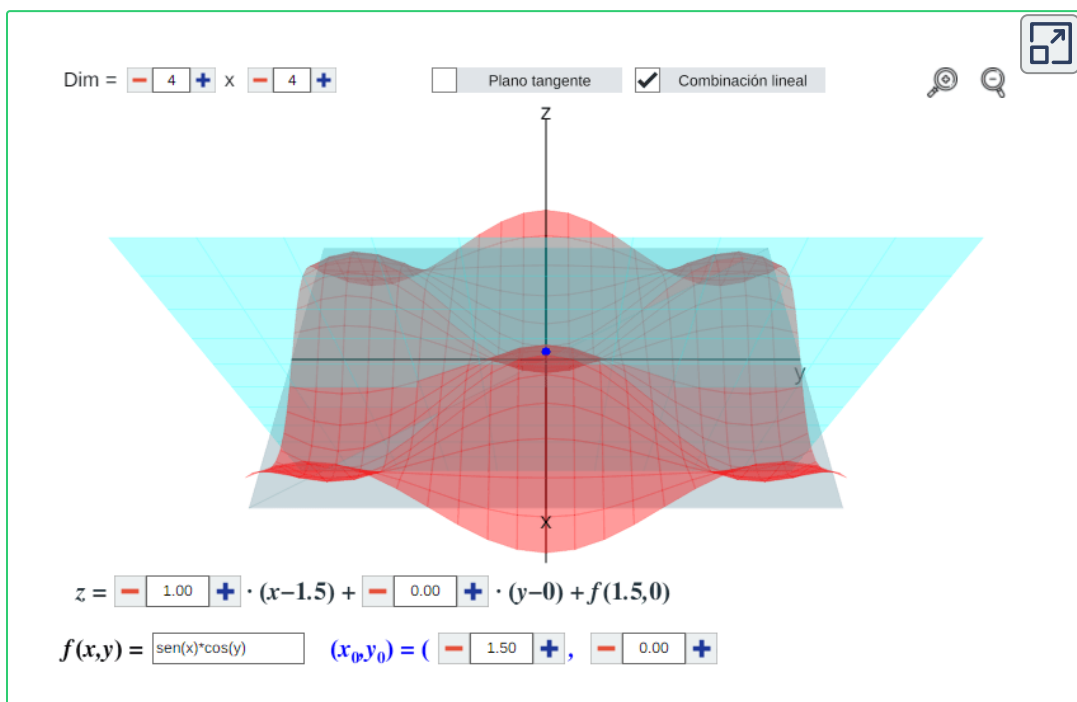 Dim = 4 x 4 Plano tangente Combinación lineal
z
y
x
z = 1.00 · (x−1.5) + 0.00 · (y−0) + f(1.5,0)
f(x,y) = sen(x)*cos(y) (x₀,y₀) = ( 1.50 , 0.00